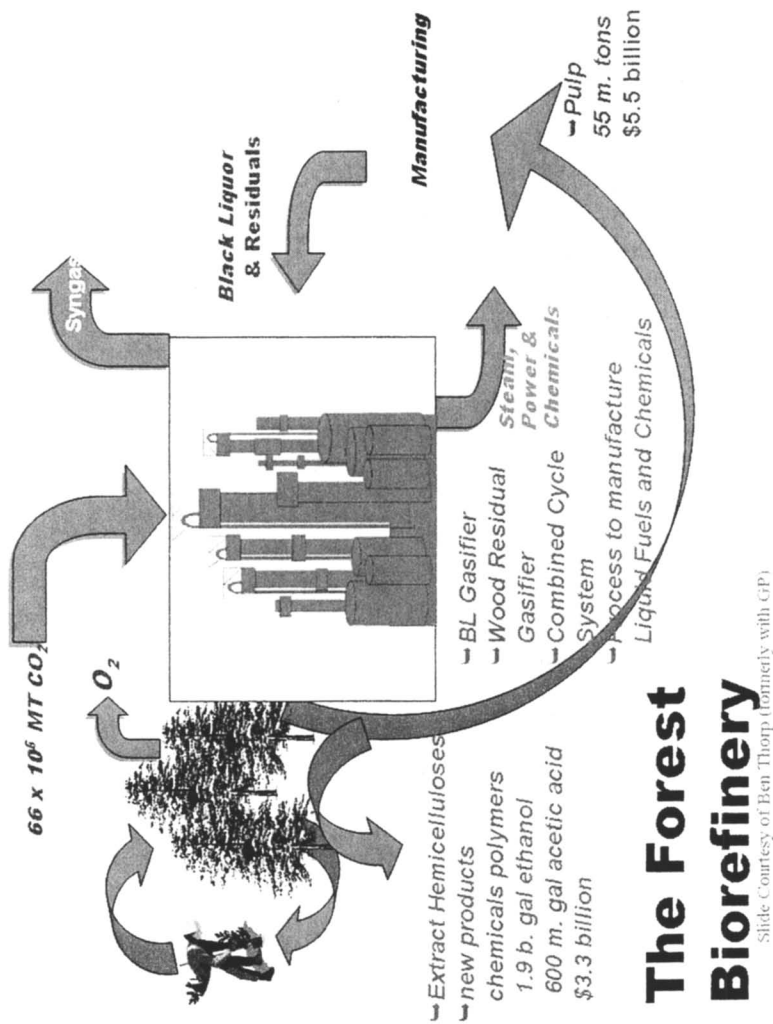 The Forest
Biorefinery
Slide Courtesy of Ben Thorp (formerly with GP)
66 x 10⁶ MT CO₂
O₂
Syngas
Black Liquor
& Residuals
Manufacturing
Steam,
Power &
Chemicals
Extract Hemicelluloses
new products
chemicals polymers
1.9 b. gal ethanol
600 m. gal acetic acid
$3.3 billion
BL Gasifier
Wood Residual
Gasifier
Combined Cycle
System
Process to manufacture
Liquid Fuels and Chemicals
Pulp
55 m. tons
$5.5 billion